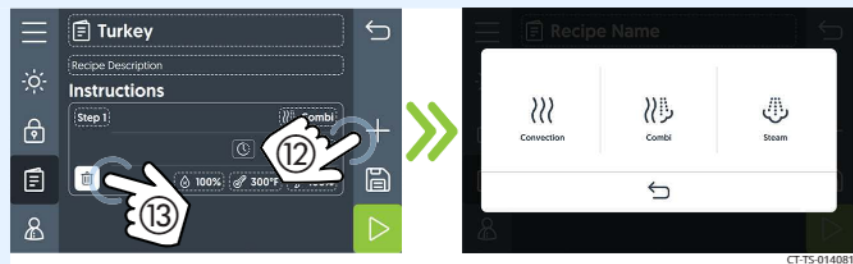 Turkey
Recipe Description
Instructions
Step 1
Combi
12
100%
300°F
13
Recipe Name
Convection
Combi
Steam
CT-TS-014081